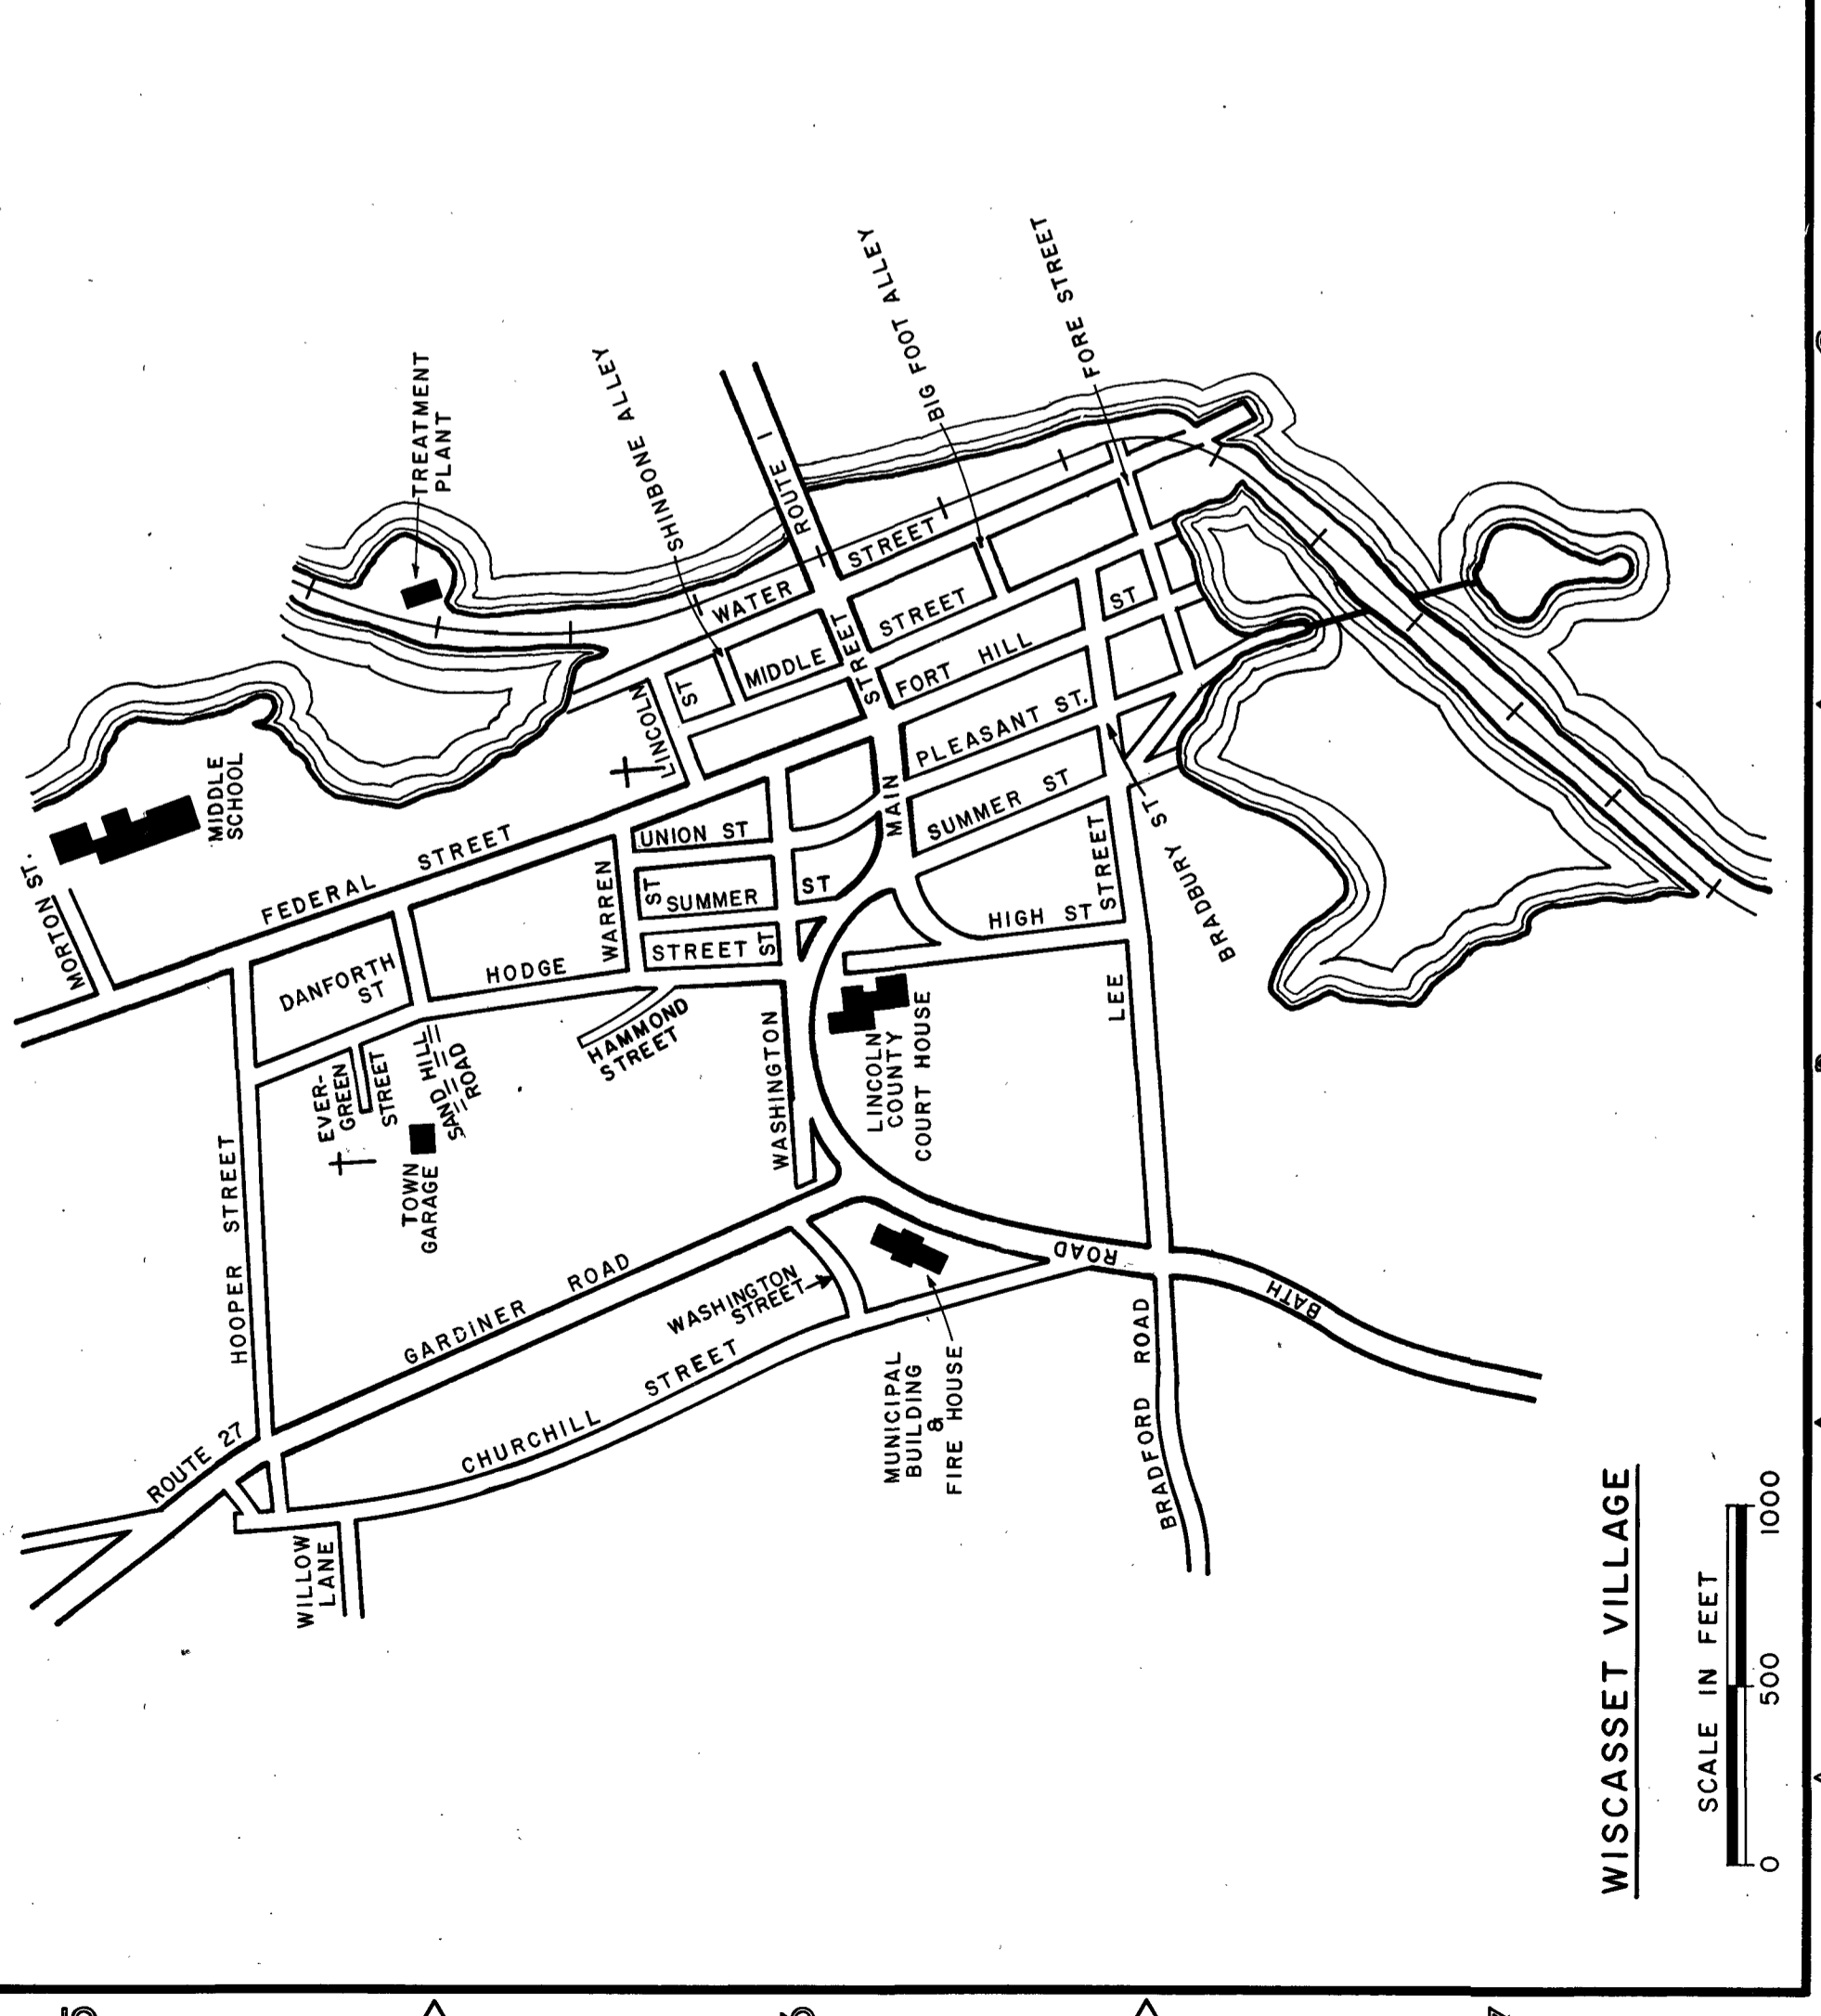 MORTON ST.
MIDDLE
SCHOOL
TREATMENT
PLANT
FEDERAL STREET
DANFORTH
ST
HODGE
STREET
WARREN
ST
UNION ST
SUMMER
ST
LINCOLN
ST
SHINBONE ALLEY
WATER
STREET
ROUTE 1
MIDDLE
STREET
BIG FOOT ALLEY
FORE STREET
MAIN
STREET
FORT HILL
ST
PLEASANT ST.
SUMMER ST
HIGH ST
LEE
STREET
BRADBURY ST
EVER-
GREEN
STREET
SAND HILL
ROAD
TOWN
GARAGE
HAMMOND
STREET
WASHINGTON
ST
LINCOLN
COUNTY
COURT HOUSE
HOOPER STREET
GARDINER ROAD
ROUTE 27
WASHINGTON
STREET
CHURCHILL STREET
WILLOW
LANE
MUNICIPAL
BUILDING
&
FIRE HOUSE
BATH
ROAD
BRADFORD ROAD
WISCASSET VILLAGE
SCALE IN FEET
0 500 1000